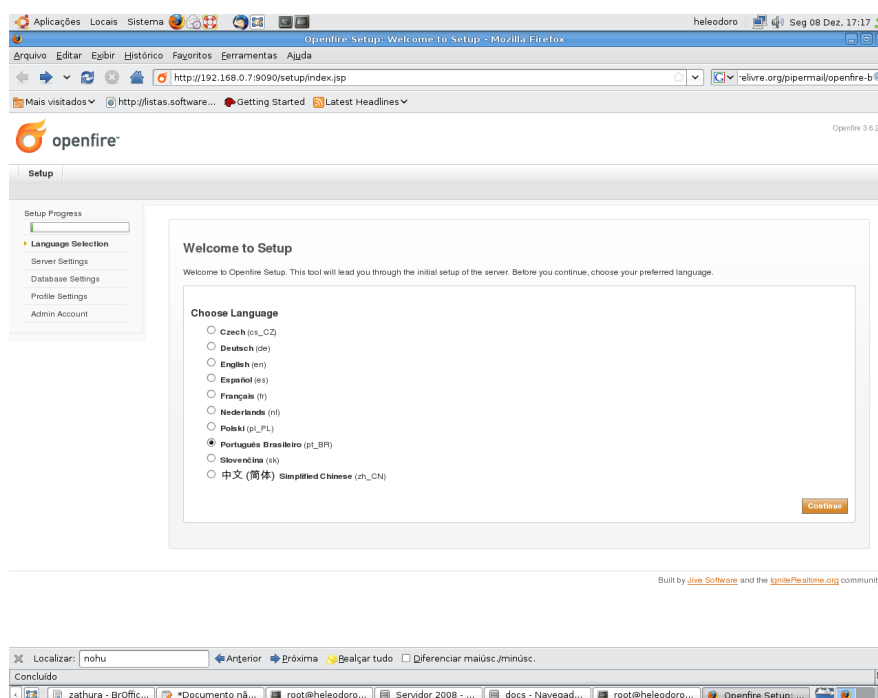 Aplicações Locais Sistema heleodoro Seg 08 Dez, 17:17
Openfire Setup: Welcome to Setup - Mozilla Firefox
Arquivo Editar Exibir Histórico Favoritos Ferramentas Ajuda
http://192.168.0.7:9090/setup/index.jsp relivre.org/pipermail/openfire-b
Mais visitados http://listas.software... Getting Started Latest Headlines
openfire™
Openfire 3.6.2
Setup
Setup Progress
Language Selection
Server Settings
Database Settings
Profile Settings
Admin Account
Welcome to Setup
Welcome to Openfire Setup. This tool will lead you through the initial setup of the server. Before you continue, choose your preferred language.
Choose Language
Czech (cs_CZ)
Deutsch (de)
English (en)
Español (es)
Français (fr)
Nederlands (nl)
Polski (pl_PL)
Português Brasileiro (pt_BR)
Slovenčina (sk)
中文 (简体) Simplified Chinese (zh_CN)
Continue
Built by Jive Software and the IgniteRealtime.org communit
Localizar: nohu Anterior Próxima Realçar tudo Diferenciar maiúsc./minúsc.
Concluído
zathura - BrOffic... *Documento nã... root@heleodoro... Servidor 2008 - ... docs - Navegad... root@heleodoro... Openfire Setup: ...